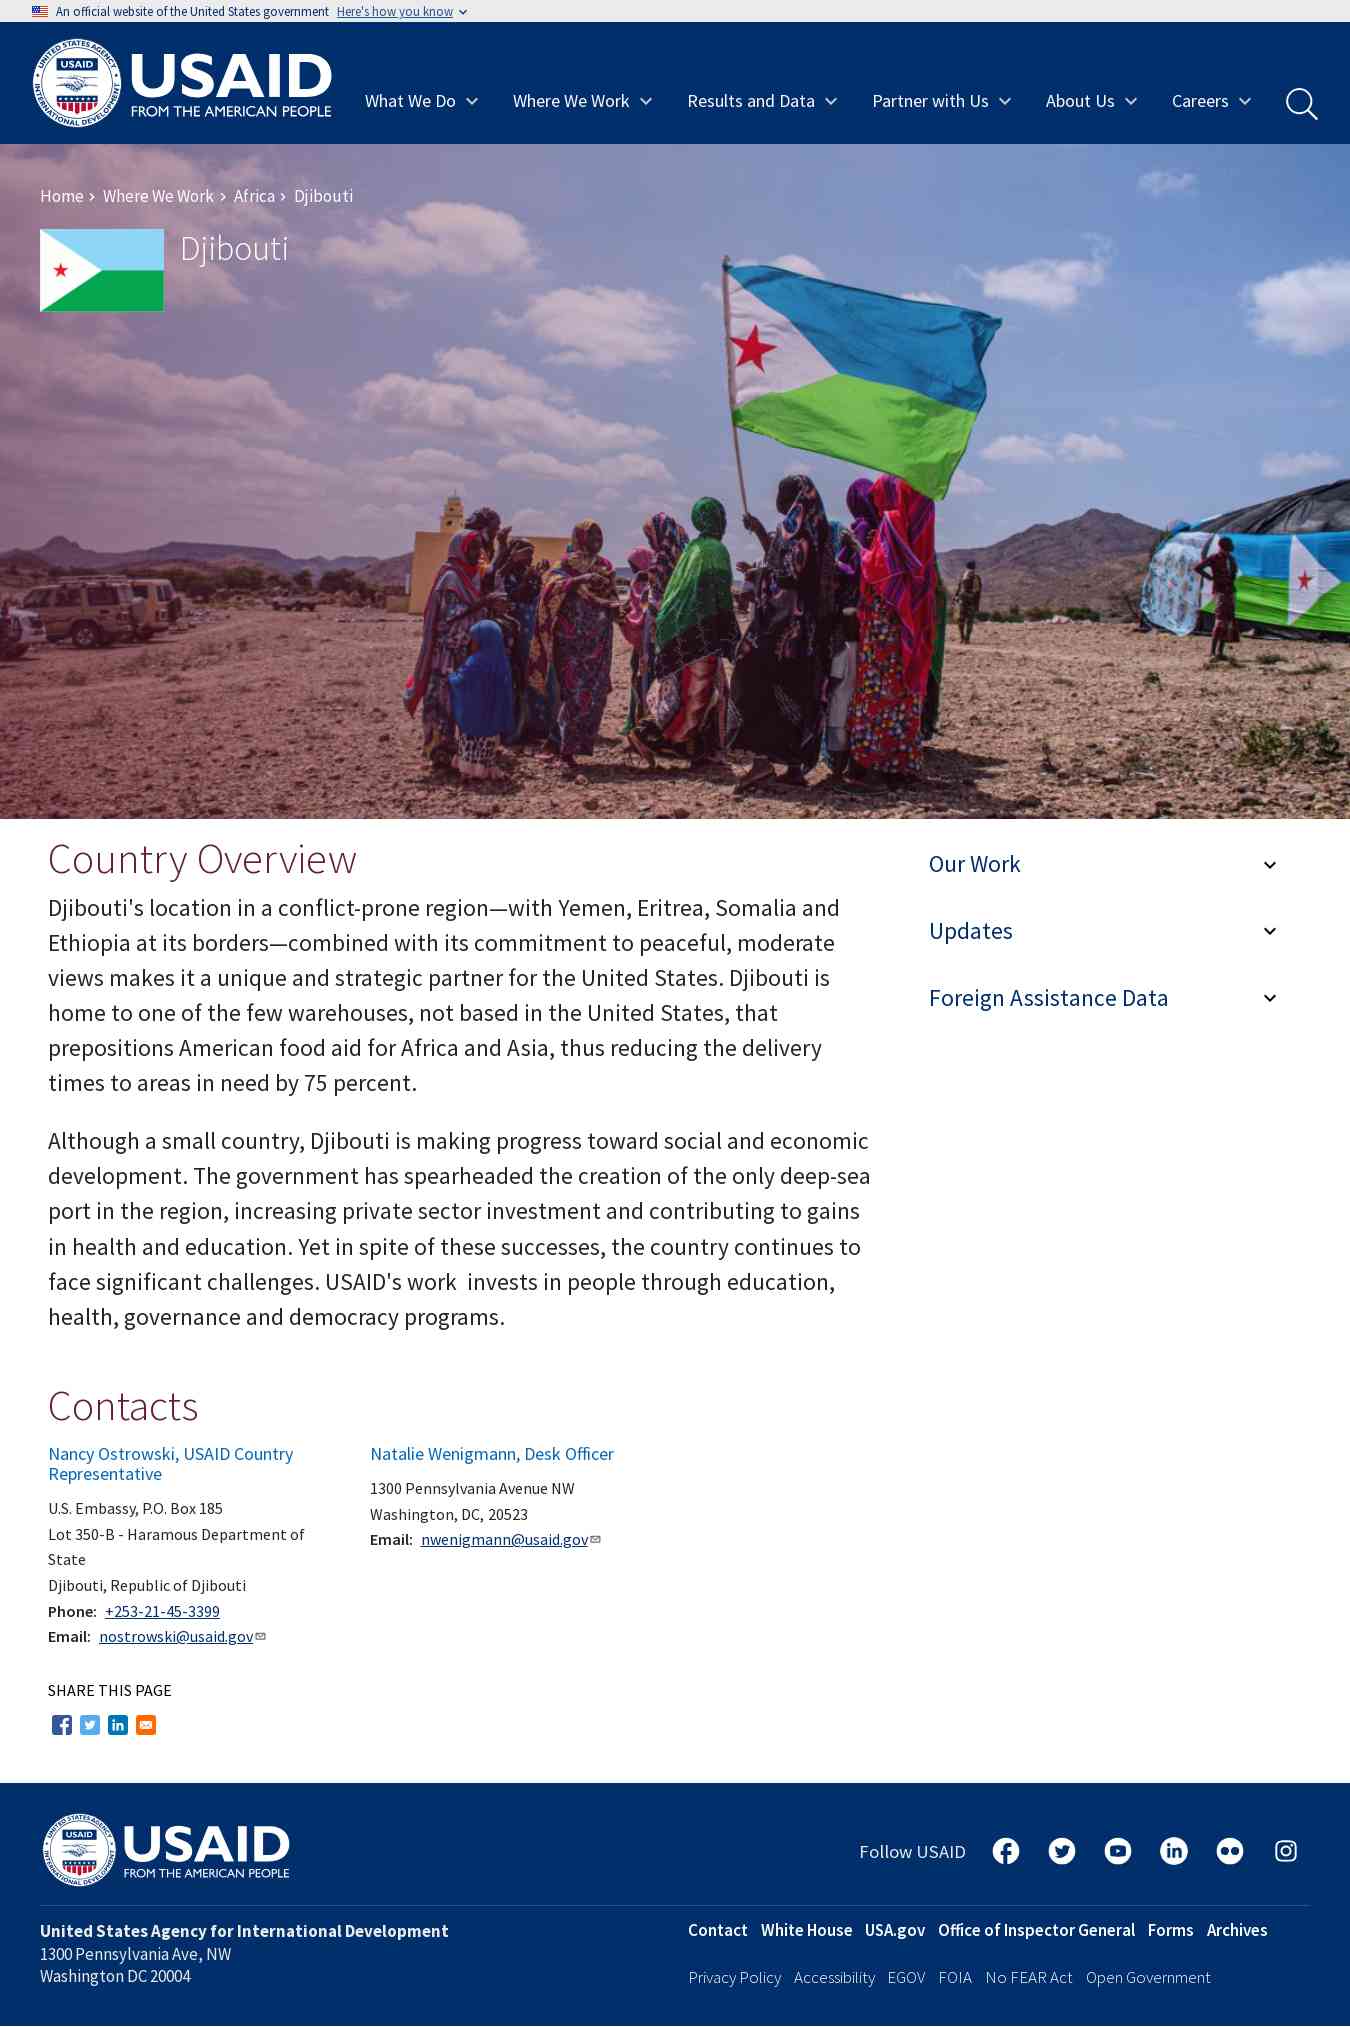 An official website of the United States government Here's how you know
UNITED STATES AGENCY
INTERNATIONAL DEVELOPMENT
USAID
USAID
FROM THE AMERICAN PEOPLE
What We Do
Where We Work
Results and Data
Partner with Us
About Us
Careers
Home
Where We Work
Africa
Djibouti
Djibouti
Country Overview
Djibouti's location in a conflict-prone region—with Yemen, Eritrea, Somalia and
Ethiopia at its borders—combined with its commitment to peaceful, moderate
views makes it a unique and strategic partner for the United States. Djibouti is
home to one of the few warehouses, not based in the United States, that
prepositions American food aid for Africa and Asia, thus reducing the delivery
times to areas in need by 75 percent.
Although a small country, Djibouti is making progress toward social and economic
development. The government has spearheaded the creation of the only deep-sea
port in the region, increasing private sector investment and contributing to gains
in health and education. Yet in spite of these successes, the country continues to
face significant challenges. USAID's work  invests in people through education,
health, governance and democracy programs.
Our Work
Updates
Foreign Assistance Data
Contacts
Nancy Ostrowski, USAID Country
Representative
U.S. Embassy, P.O. Box 185
Lot 350-B - Haramous Department of
State
Djibouti, Republic of Djibouti
Phone: +253-21-45-3399
Email: nostrowski@usaid.gov
Natalie Wenigmann, Desk Officer
1300 Pennsylvania Avenue NW
Washington, DC, 20523
Email: nwenigmann@usaid.gov
SHARE THIS PAGE
UNITED STATES AGENCY
INTERNATIONAL DEVELOPMENT
USAID
USAID
FROM THE AMERICAN PEOPLE
Follow USAID
United States Agency for International Development
1300 Pennsylvania Ave, NW
Washington DC 20004
Contact White House USA.gov Office of Inspector General Forms Archives
Privacy Policy Accessibility EGOV FOIA No FEAR Act Open Government